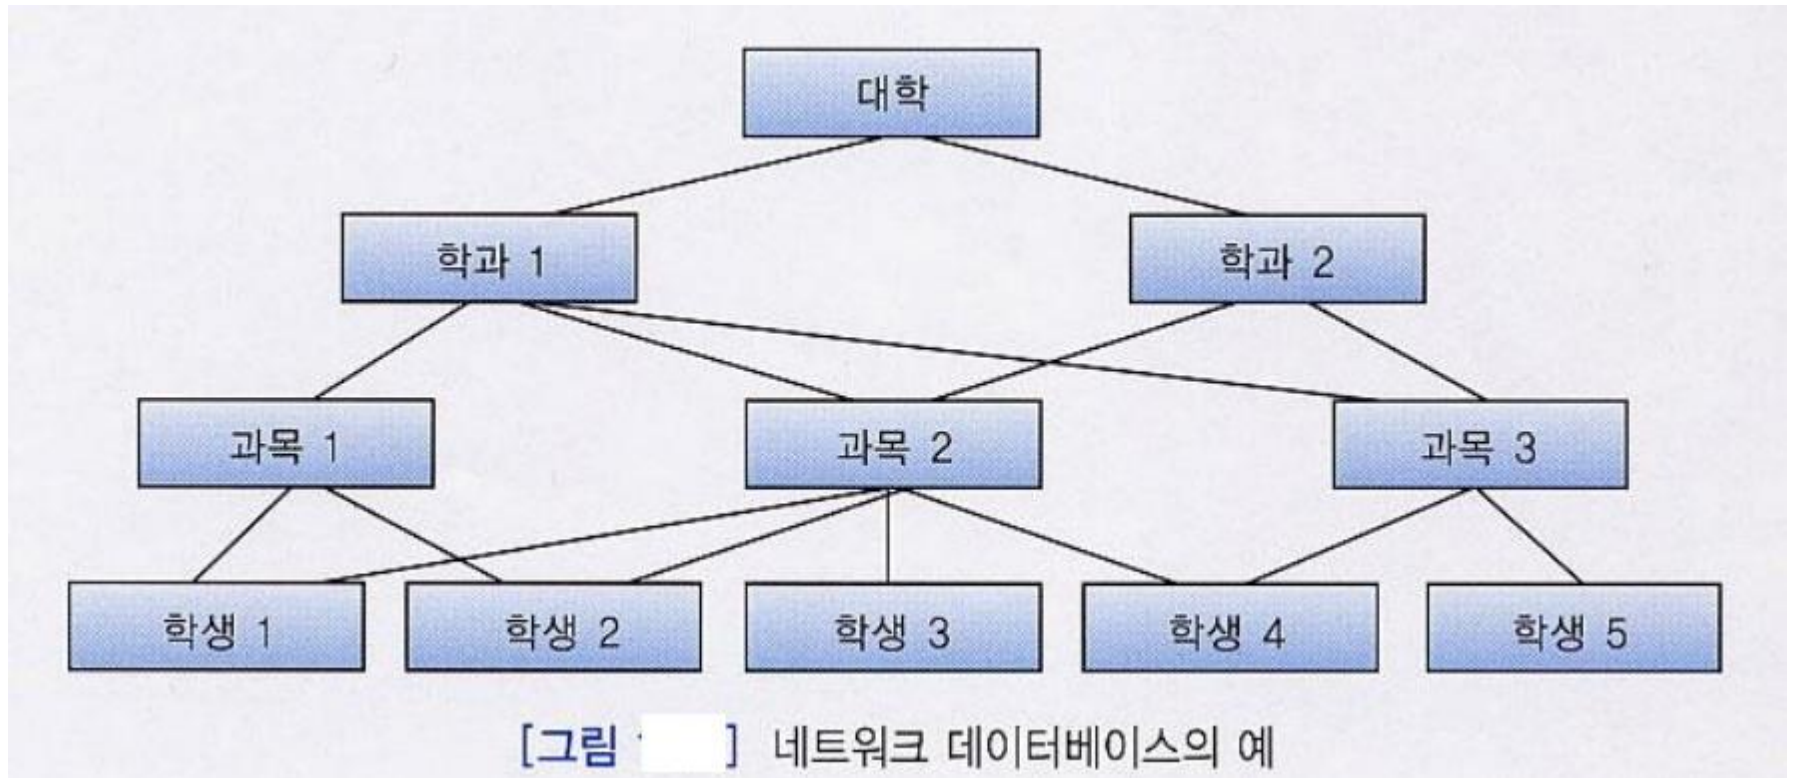 대학
학과 1
학과 2
과목 1
과목 2
과목 3
학생 1
학생 2
학생 3
학생 4
학생 5
[그림 ] 네트워크 데이터베이스의 예